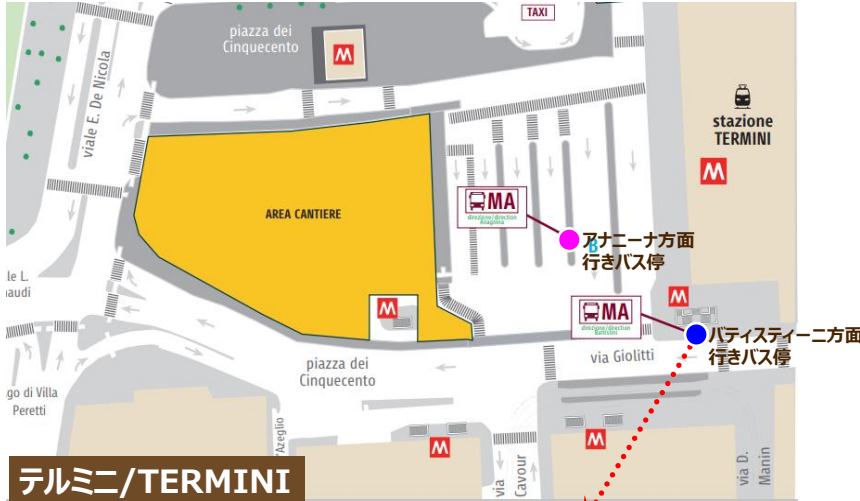 TAXI
piazza dei
Cinquecento
M
viale E. De Nicola
stazione
TERMINI
M
MA
direzione/direction
Anagnina
AREA CANTIERE
B
アナニーナ方面
行きバス停
M
M
MA
direzione/direction
Battistini
バティスティーニ方面
行きバス停
via Giolitti
piazza dei
Cinquecento
le L.
naudi
go di Villa
Peretti
d'Azeglio
M
M
via
Cavour
via D.
Manin
テルミニ/TERMINI